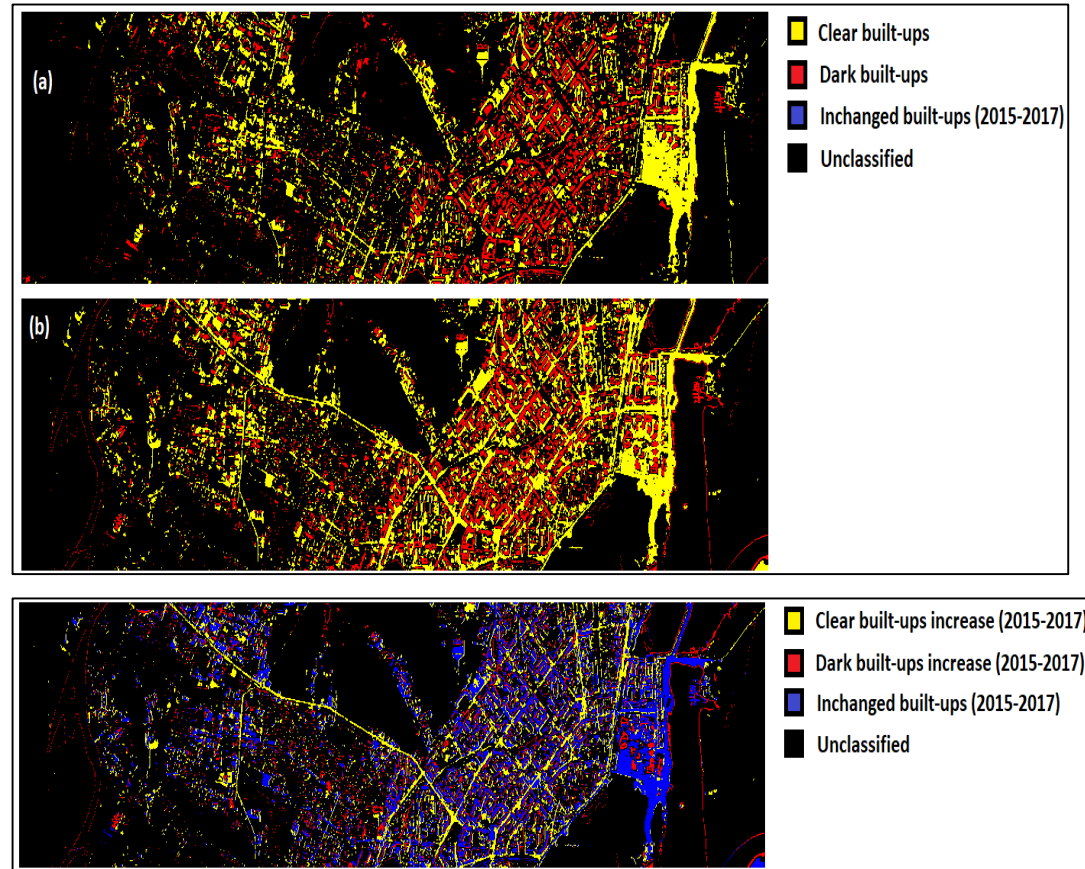 (a)
Clear built-ups
Dark built-ups
Inchanged built-ups (2015-2017)
Unclassified
(b)
Clear built-ups increase (2015-2017)
Dark built-ups increase (2015-2017)
Inchanged built-ups (2015-2017)
Unclassified